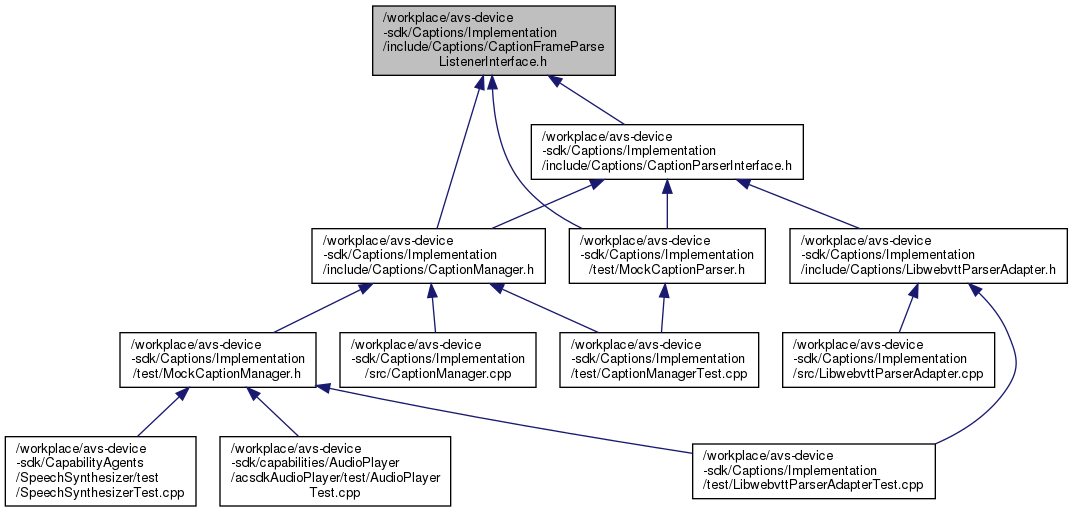 /workplace/avs-device
-sdk/Captions/Implementation
/include/Captions/CaptionFrameParse
ListenerInterface.h
/workplace/avs-device
-sdk/Captions/Implementation
/include/Captions/CaptionParserInterface.h
/workplace/avs-device
-sdk/Captions/Implementation
/include/Captions/CaptionManager.h
/workplace/avs-device
-sdk/Captions/Implementation
/test/MockCaptionParser.h
/workplace/avs-device
-sdk/Captions/Implementation
/include/Captions/LibwebvttParserAdapter.h
/workplace/avs-device
-sdk/Captions/Implementation
/test/MockCaptionManager.h
/workplace/avs-device
-sdk/Captions/Implementation
/src/CaptionManager.cpp
/workplace/avs-device
-sdk/Captions/Implementation
/test/CaptionManagerTest.cpp
/workplace/avs-device
-sdk/Captions/Implementation
/src/LibwebvttParserAdapter.cpp
/workplace/avs-device
-sdk/CapabilityAgents
/SpeechSynthesizer/test
/SpeechSynthesizerTest.cpp
/workplace/avs-device
-sdk/capabilities/AudioPlayer
/acsdkAudioPlayer/test/AudioPlayer
Test.cpp
/workplace/avs-device
-sdk/Captions/Implementation
/test/LibwebvttParserAdapterTest.cpp